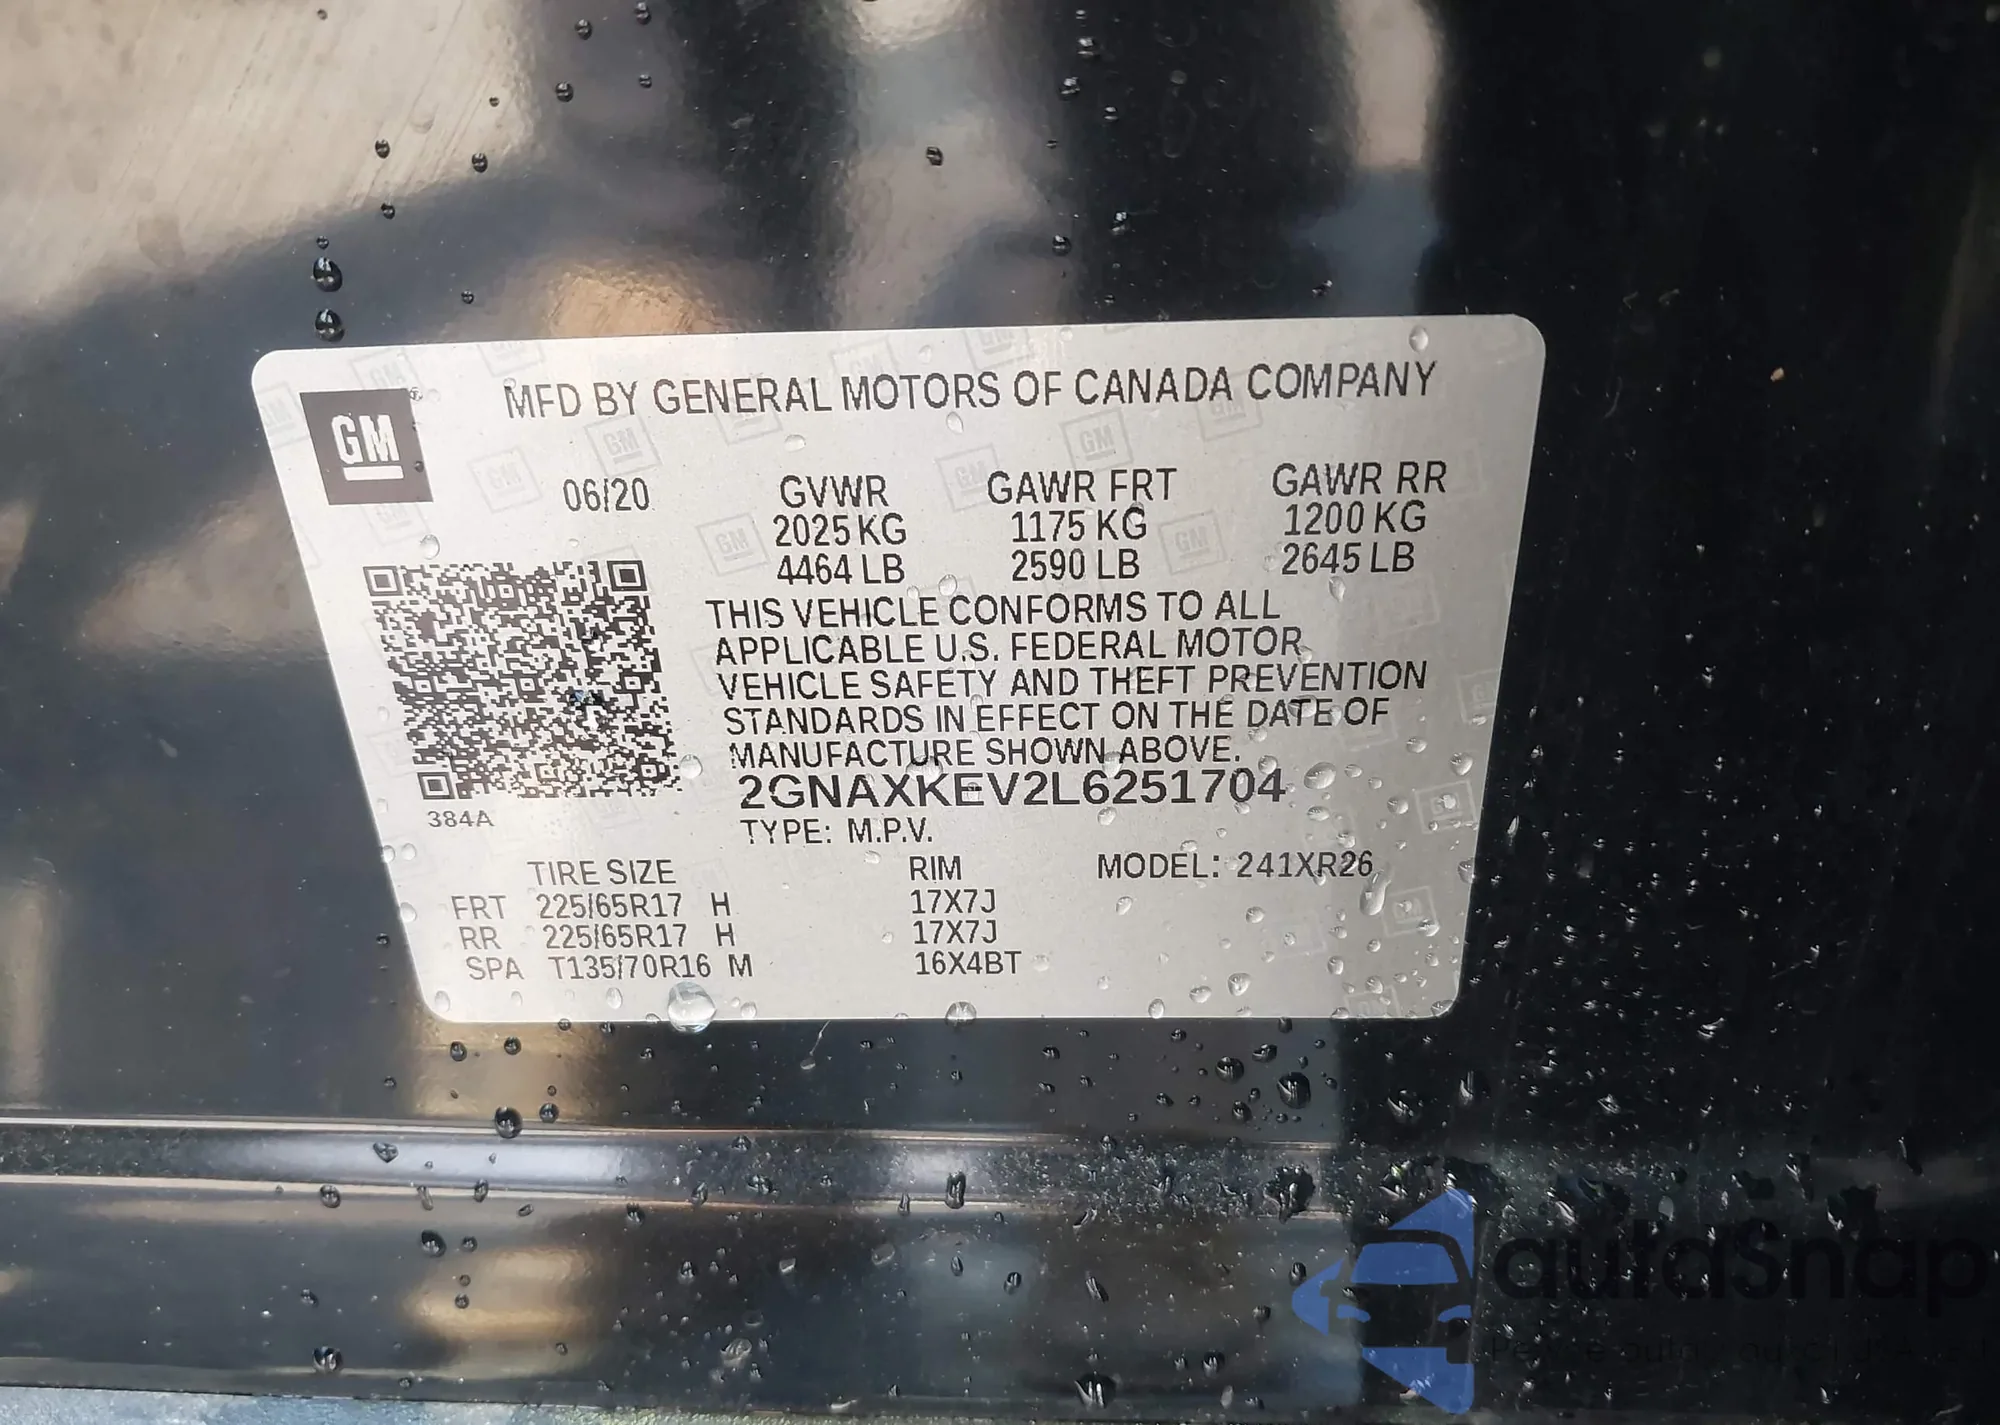 GM
MFD BY GENERAL MOTORS OF CANADA COMPANY
06/20 GVWR GAWR FRT GAWR RR
2025 KG 1175 KG 1200 KG
4464 LB 2590 LB 2645 LB
THIS VEHICLE CONFORMS TO ALL
APPLICABLE U.S. FEDERAL MOTOR
VEHICLE SAFETY AND THEFT PREVENTION
STANDARDS IN EFFECT ON THE DATE OF
MANUFACTURE SHOWN ABOVE.
2GNAXKEV2L6251704
384A
TYPE: M.P.V.
TIRE SIZE RIM MODEL: 241XR26
FRT 225/65R17 H 17X7J
RR 225/65R17 H 17X7J
SPA T135/70R16 M 16X4BT
autaSnap